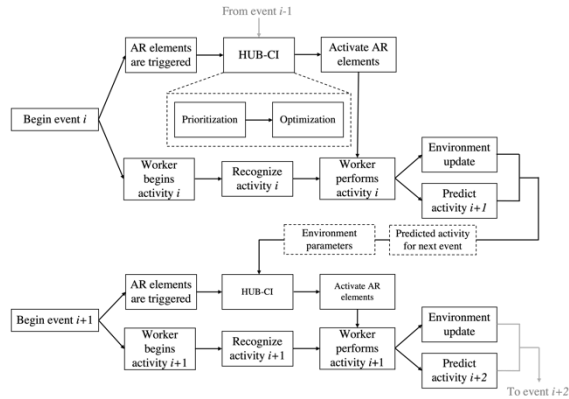 From event i-1
AR elements
are triggered
HUB-CI
Activate AR
elements
Prioritization
Optimization
Begin event i
Worker
begins
activity i
Recognize
activity i
Worker
performs
activity i
Environment
update
Predict
activity i+1
Environment
parameters
Predicted activity
for next event
AR elements
are triggered
HUB-CI
Activate AR
elements
Begin event i+1
Worker
begins
activity i+1
Recognize
activity i+1
Worker
performs
activity i+1
Environment
update
Predict
activity i+2
To event i+2